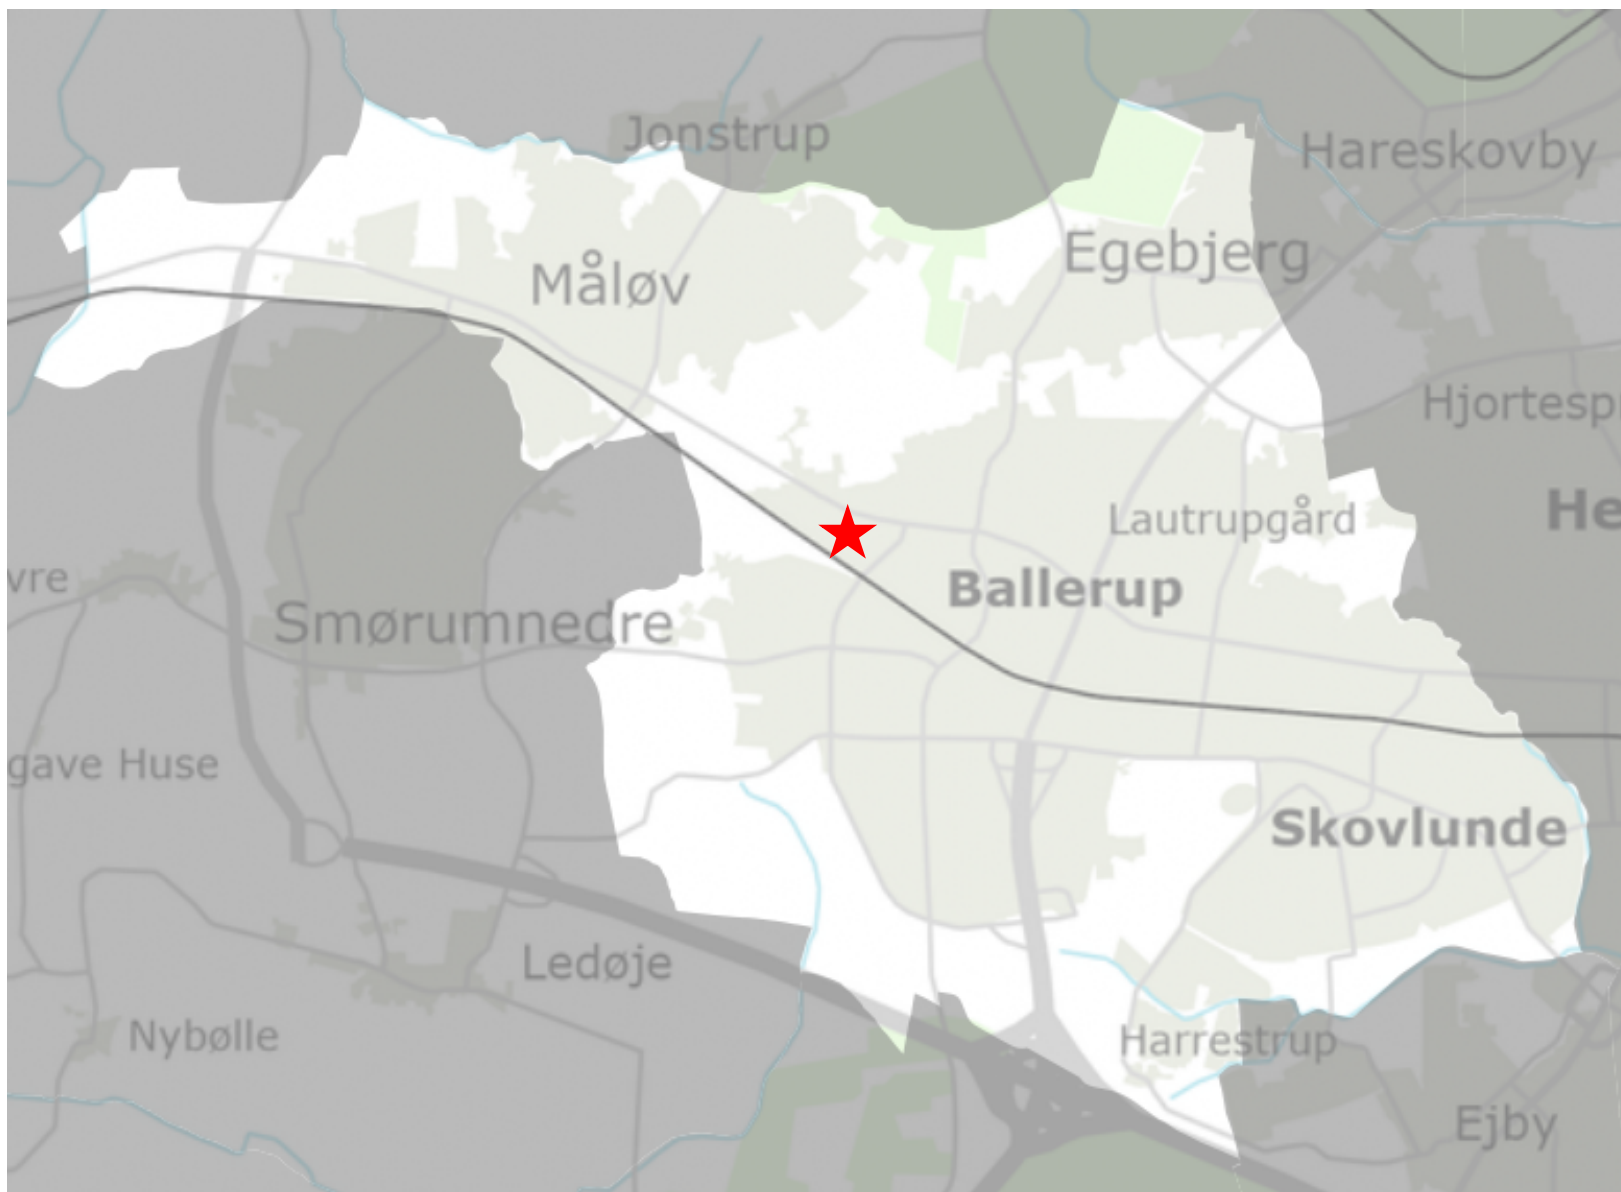 Jonstrup
Hareskovby
Måløv
Egebjerg
Hjortesp
Lautrupgård
He
vre
Smørumnedre
Ballerup
gave Huse
Skovlunde
Ledøje
Nybølle
Harrestrup
Ejby